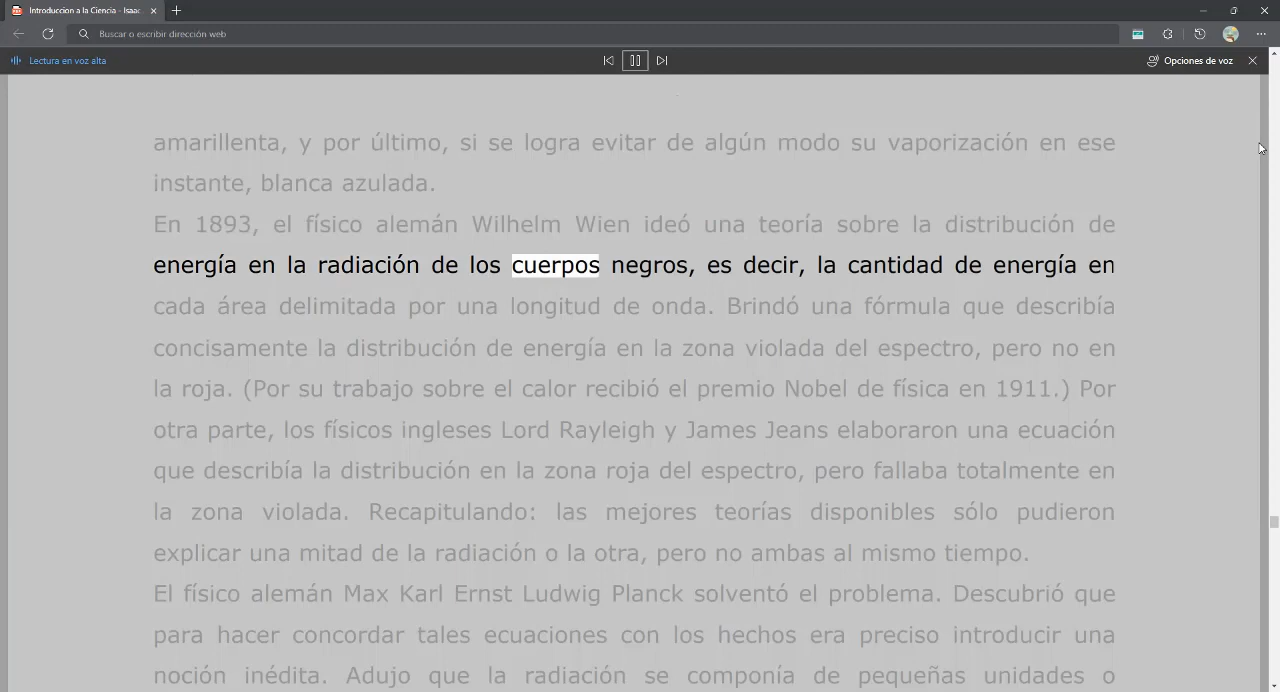 Introduccion a la Ciencia - Isaac
Buscar o escribir dirección web
Lectura en voz alta
Opciones de voz
amarillenta, y por último, si se logra evitar de algún modo su vaporización en ese
instante, blanca azulada.
En 1893, el físico alemán Wilhelm Wien ideó una teoría sobre la distribución de
energía en la radiación de los cuerpos negros, es decir, la cantidad de energía en
cada área delimitada por una longitud de onda. Brindó una fórmula que describía
concisamente la distribución de energía en la zona violada del espectro, pero no en
la roja. (Por su trabajo sobre el calor recibió el premio Nobel de física en 1911.) Por
otra parte, los físicos ingleses Lord Rayleigh y James Jeans elaboraron una ecuación
que describía la distribución en la zona roja del espectro, pero fallaba totalmente en
la zona violada. Recapitulando: las mejores teorías disponibles sólo pudieron
explicar una mitad de la radiación o la otra, pero no ambas al mismo tiempo.
El físico alemán Max Karl Ernst Ludwig Planck solventó el problema. Descubrió que
para hacer concordar tales ecuaciones con los hechos era preciso introducir una
noción inédita. Adujo que la radiación se componía de pequeñas unidades o